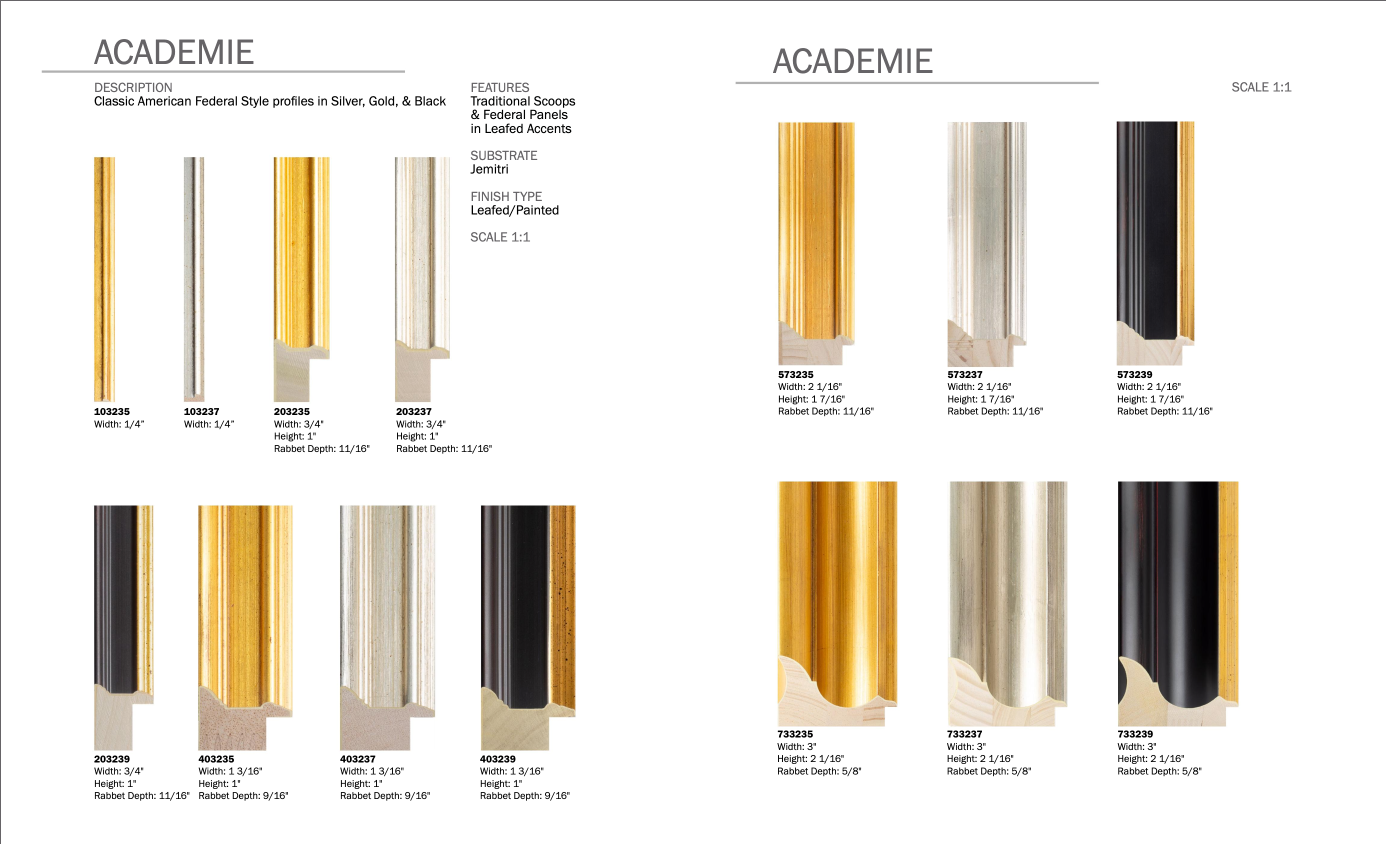 ACADEMIE
DESCRIPTION
Classic American Federal Style profiles in Silver, Gold, & Black
FEATURES
Traditional Scoops
& Federal Panels
in Leafed Accents
SUBSTRATE
Jemitri
FINISH TYPE
Leafed/Painted
SCALE 1:1
103235
Width: 1/4"
103237
Width: 1/4"
203235
Width: 3/4"
Height: 1"
Rabbet Depth: 11/16"
203237
Width: 3/4"
Height: 1"
Rabbet Depth: 11/16"
203239
Width: 3/4"
Height: 1"
Rabbet Depth: 11/16"
403235
Width: 1 3/16"
Height: 1"
Rabbet Depth: 9/16"
403237
Width: 1 3/16"
Height: 1"
Rabbet Depth: 9/16"
403239
Width: 1 3/16"
Height: 1"
Rabbet Depth: 9/16"
ACADEMIE
SCALE 1:1
573235
Width: 2 1/16"
Height: 1 7/16"
Rabbet Depth: 11/16"
573237
Width: 2 1/16"
Height: 1 7/16"
Rabbet Depth: 11/16"
573239
Width: 2 1/16"
Height: 1 7/16"
Rabbet Depth: 11/16"
733235
Width: 3"
Height: 2 1/16"
Rabbet Depth: 5/8"
733237
Width: 3"
Height: 2 1/16"
Rabbet Depth: 5/8"
733239
Width: 3"
Height: 2 1/16"
Rabbet Depth: 5/8"